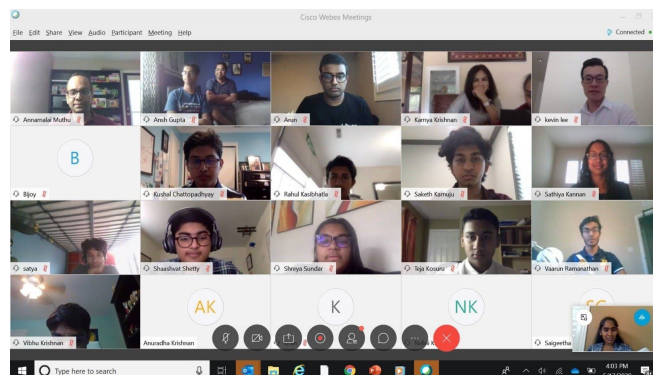 Cisco Webex Meetings
File Edit Share View Audio Participant Meeting Help
Connected
Annamalai Muthu
Ansh Gupta
Arun
Kamya Krishnan
kevin lee
B
Bijoy
Kushal Chattopadhyay
Rahul Kasibhatla
Saketh Kamuju
Sathiya Kannan
satya
Shaashvat Shetty
Shreya Sundar
Teja Kosuru
Vaarun Ramanathan
AK
K
NK
Vibhu Krishnan
Anuradha Krishnan
Saigeetha
Type here to search
4:03 PM